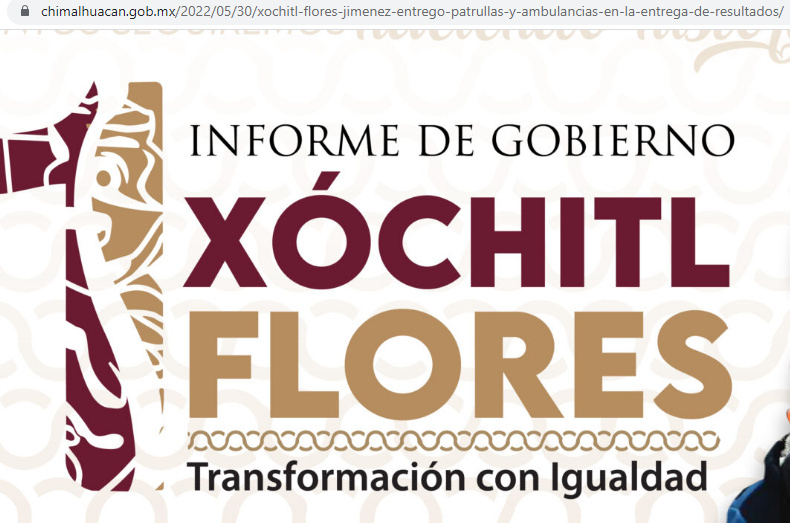 chimalhuacan.gob.mx/2022/05/30/xochitl-flores-jimenez-entrego-patrullas-y-ambulancias-en-la-entrega-de-resultados/
INFORME DE GOBIERNO
XÓCHITL
FLORES
Transformación con Igualdad